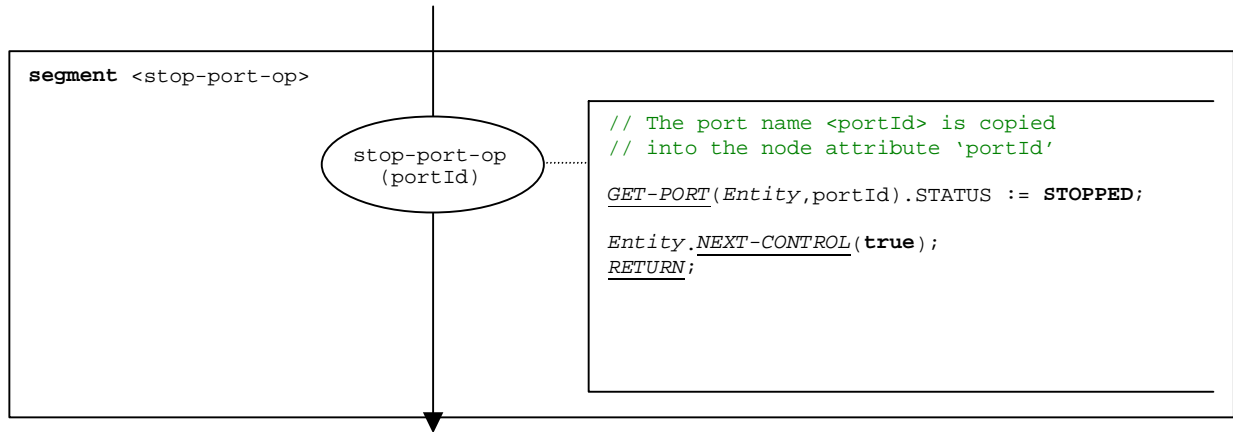 segment <stop-port-op>
stop-port-op
(portId)
// The port name <portId> is copied
// into the node attribute ‘portId’
GET-PORT(Entity,portId).STATUS := STOPPED;
Entity.NEXT-CONTROL(true);
RETURN;